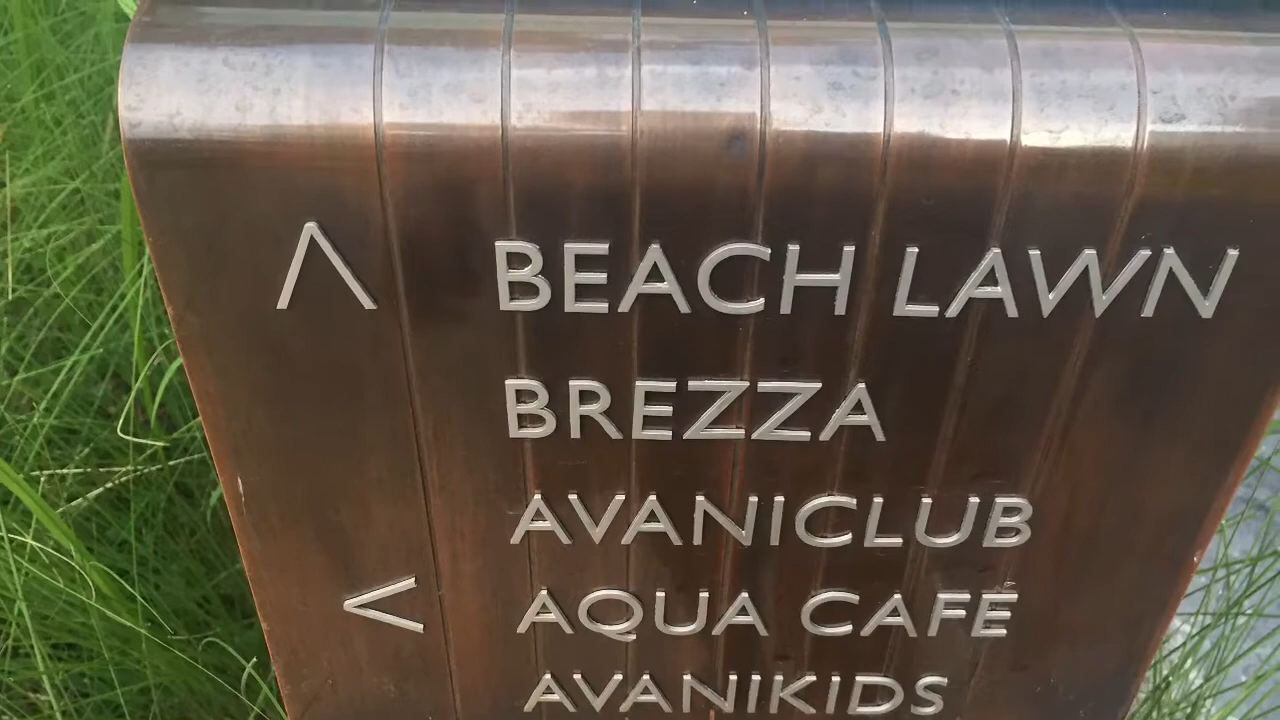 BEACH LAWN
BREZZA
AVANICLUB
AQUA CAFÉ
AVANIKIDS